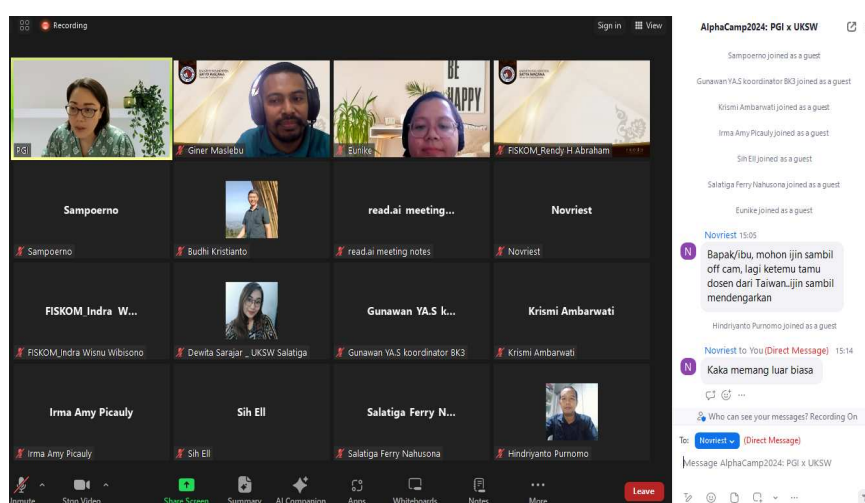 Recording
Sign in
View
PGI
SATYA WACANA
Giner Maslebu
BE
HAPPY
Eunike
FISKOM_Rendy H Abraham
Sampoerno
Sampoerno
Budhi Kristianto
read.ai meeting...
read.ai meeting notes
Novriest
Novriest
FISKOM_Indra W...
FISKOM_Indra Wisnu Wibisono
Dewita Sarajar _ UKSW Salatiga
Gunawan YA.S k...
Gunawan YA.S koordinator BK3
Krismi Ambarwati
Krismi Ambarwati
Irma Amy Picauly
Irma Amy Picauly
Sih Ell
Sih Ell
Salatiga Ferry N...
Salatiga Ferry Nahusona
Hindriyanto Purnomo
Unmute
Stop Video
Share Screen
Summary
AI Companion
Apps
Whiteboards
Notes
More
Leave
AlphaCamp2024: PGI x UKSW
Sampoerno joined as a guest
Gunawan YA.S koordinator BK3 joined as a guest
Krismi Ambarwati joined as a guest
Irma Amy Picauly joined as a guest
Sih Ell joined as a guest
Salatiga Ferry Nahusona joined as a guest
Eunike joined as a guest
Novriest 15:05
N
Bapak/ibu, mohon ijin sambil
off cam, lagi ketemu tamu
dosen dari Taiwan..ijin sambil
mendengarkan
Hindriyanto Purnomo joined as a guest
Novriest to You (Direct Message) 15:14
N
Kaka memang luar biasa
Who can see your messages? Recording On
To: Novriest (Direct Message)
Message AlphaCamp2024: PGI x UKSW